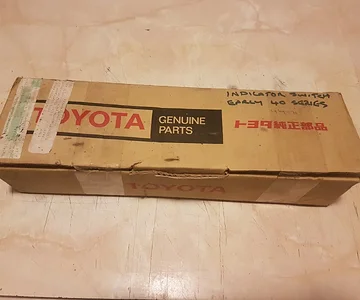 INDICATOR SWITCH
EARLY 40 SERIES
TOYOTA
GENUINE
PARTS
トヨタ純正部品
TOYOTA